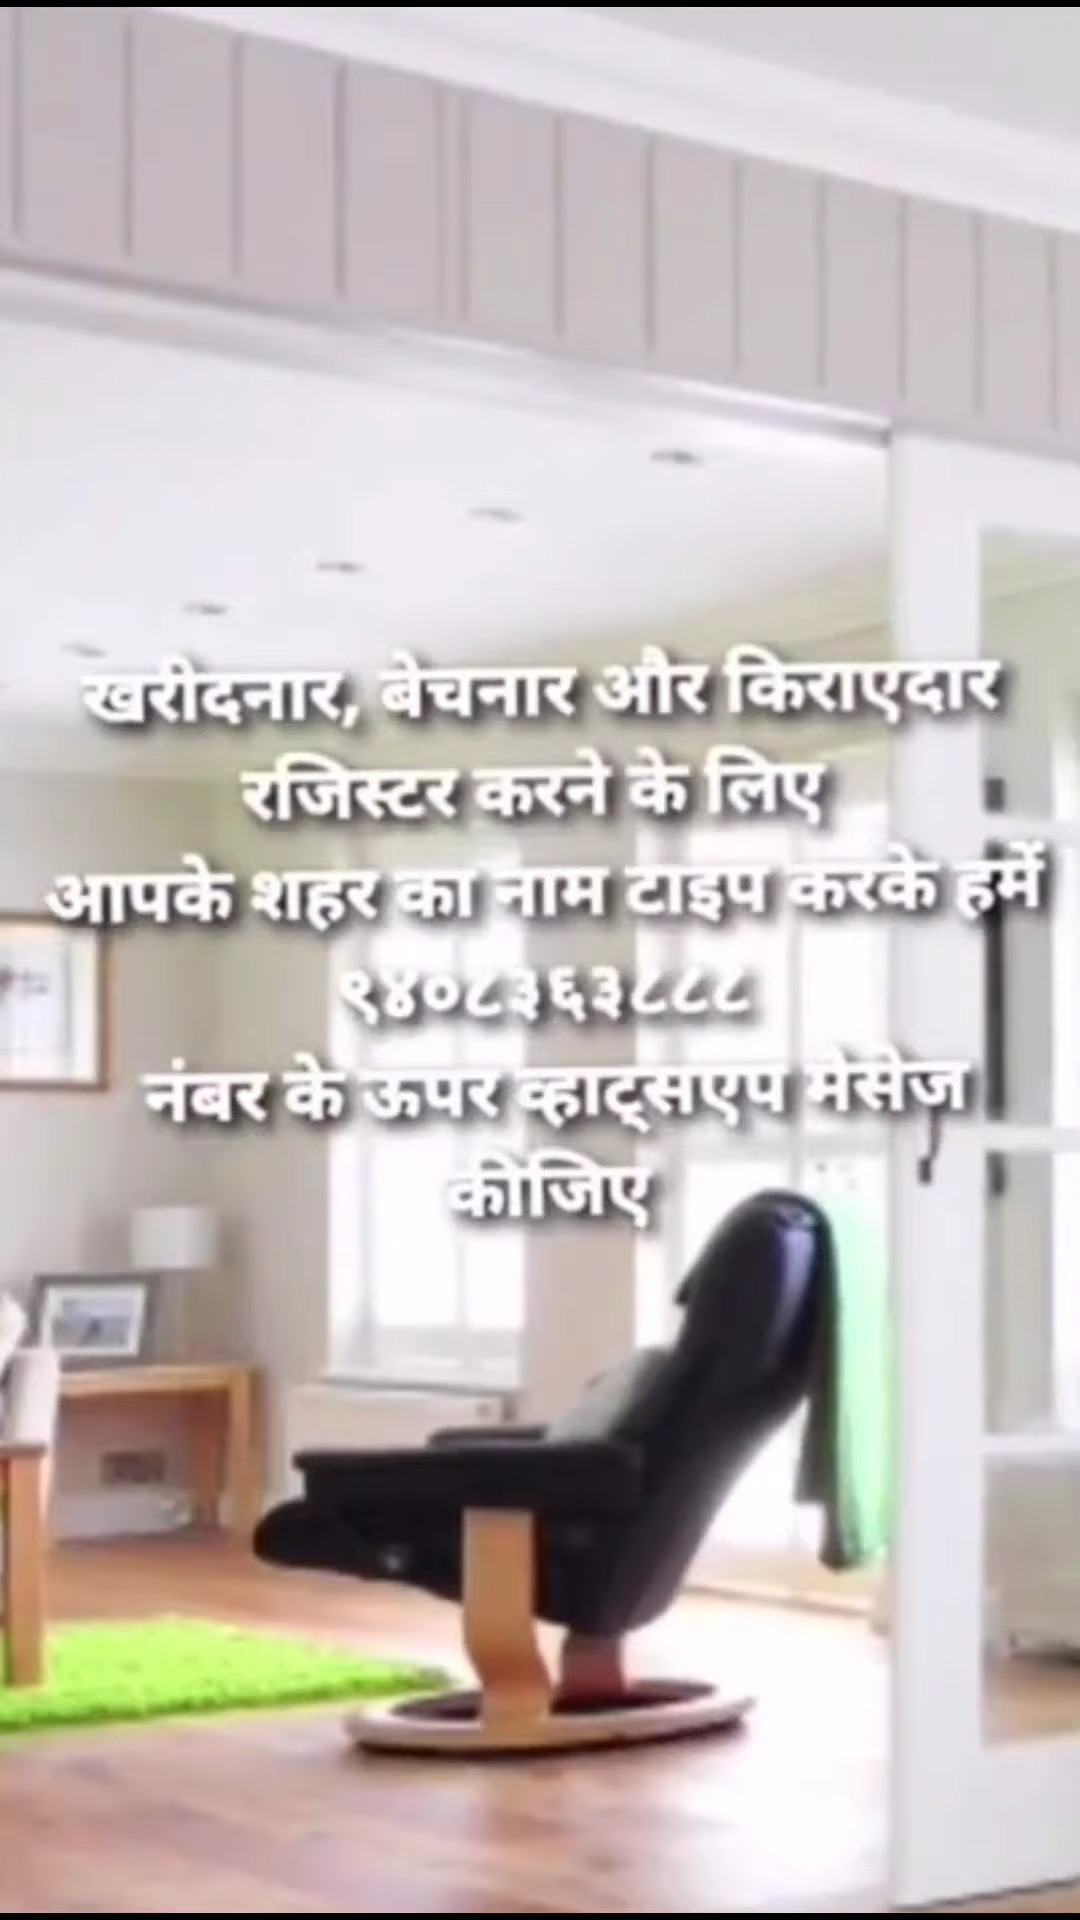 खरीदनार, बेचनार और किराएदार
रजिस्टर करने के लिए
आपके शहर का नाम टाइप करके हमें
९४०८३६३८८८
नंबर के ऊपर व्हाट्सएप मेसेज
कीजिए